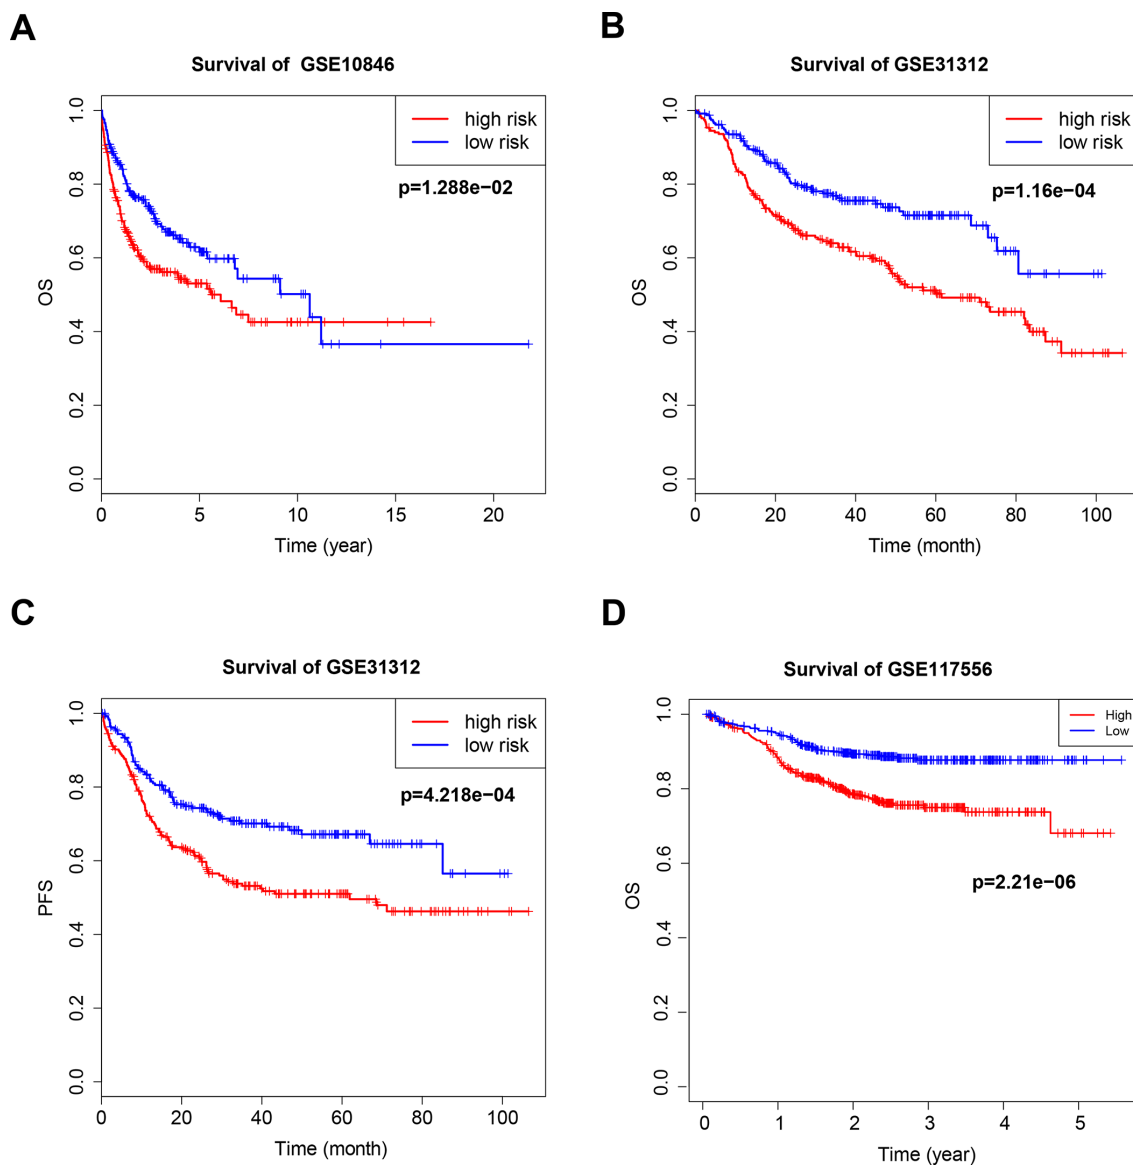 A
Survival of  GSE10846
high risk
low risk
p=1.288e−02
OS
1.0
0.8
0.6
0.4
0.2
0.0
0 5 10 15 20
Time (year)
B
Survival of GSE31312
high risk
low risk
p=1.16e−04
OS
1.0
0.8
0.6
0.4
0.2
0.0
0 20 40 60 80 100
Time (month)
C
Survival of GSE31312
high risk
low risk
p=4.218e−04
PFS
1.0
0.8
0.6
0.4
0.2
0.0
0 20 40 60 80 100
Time (month)
D
Survival of GSE117556
High
Low
p=2.21e−06
OS
1.0
0.8
0.6
0.4
0.2
0.0
0 1 2 3 4 5
Time (year)